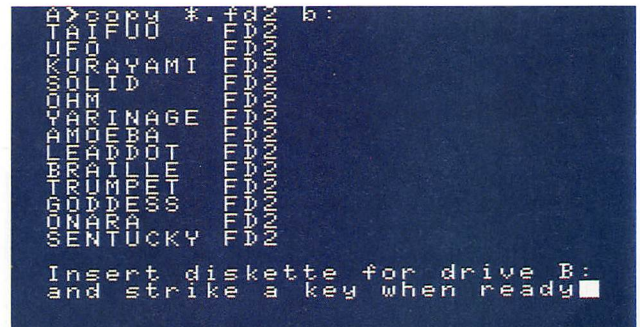 A>copy *.fd2 b:
TAIFUU FD2
UFO FD2
KURAYAMI FD2
SOLID FD2
OHM FD2
YARINAGE FD2
AMOEBA FD2
LEADDOT FD2
BRAILLE FD2
TRUMPET FD2
GODDESS FD2
ONARA FD2
SENTUCKY FD2
Insert diskette for drive B:
and strike a key when ready